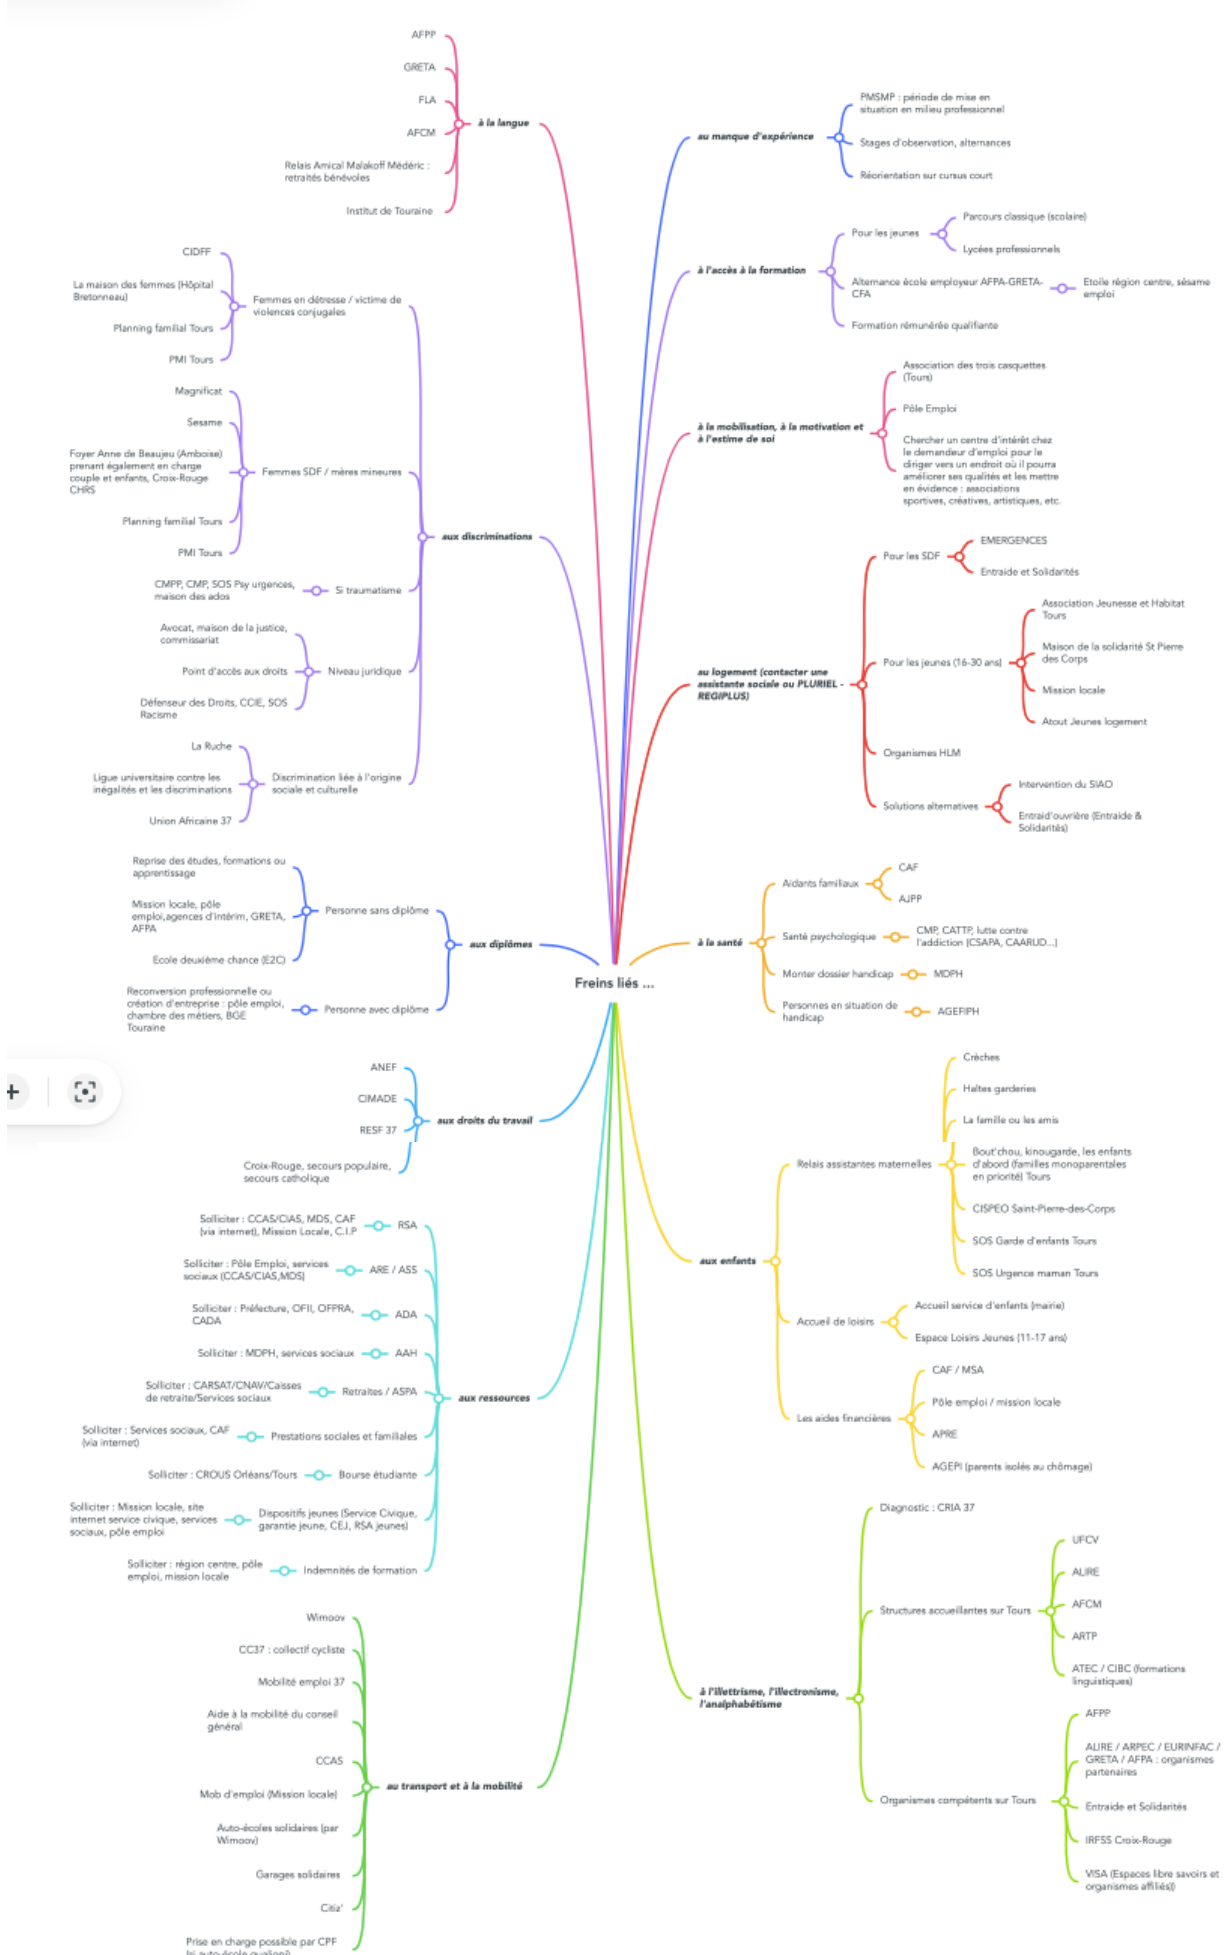 AFPP
GRETA
FLA
AFCM
Relais Amical Malakoff Médéric :
retraités bénévoles
Institut de Touraine
à la langue
CIDFF
La maison des femmes (Hôpital
Bretonneau)
Planning familial Tours
PMI Tours
Femmes en détresse / victime de
violences conjugales
Magnificat
Sesame
Foyer Anne de Beaujeu (Amboise)
prenant également en charge
couple et enfants, Croix-Rouge
CHRS
Planning familial Tours
PMI Tours
Femmes SDF / mères mineures
CMPP, CMP, SOS Psy urgences,
maison des ados
Si traumatisme
Avocat, maison de la justice,
commissariat
Point d'accès aux droits
Défenseur des Droits, CCIE, SOS
Racisme
Niveau juridique
La Ruche
Ligue universitaire contre les
inégalités et les discriminations
Union Africaine 37
Discrimination liée à l'origine
sociale et culturelle
aux discriminations
Reprise des études, formations ou
apprentissage
Mission locale, pôle
emploi,agences d'intérim, GRETA,
AFPA
Ecole deuxième chance (E2C)
Personne sans diplôme
Reconversion professionnelle ou
création d'entreprise : pôle emploi,
chambre des métiers, BGE
Touraine
Personne avec diplôme
aux diplômes
ANEF
CIMADE
RESF 37
Croix-Rouge, secours populaire,
secours catholique
aux droits du travail
Solliciter : CCAS/CIAS, MDS, CAF
(via internet), Mission Locale, C.I.P
RSA
Solliciter : Pôle Emploi, services
sociaux (CCAS/CIAS,MDS)
ARE / ASS
Solliciter : Préfecture, OFII, OFPRA,
CADA
ADA
Solliciter : MDPH, services sociaux
AAH
Solliciter : CARSAT/CNAV/Caisses
de retraite/Services sociaux
Retraites / ASPA
Solliciter : Services sociaux, CAF
(via internet)
Prestations sociales et familiales
Solliciter : CROUS Orléans/Tours
Bourse étudiante
Solliciter : Mission locale, site
internet service civique, services
sociaux, pôle emploi
Dispositifs jeunes (Service Civique,
garantie jeune, CEJ, RSA jeunes)
Solliciter : région centre, pôle
emploi, mission locale
Indemnités de formation
aux ressources
Wimoov
CC37 : collectif cycliste
Mobilité emploi 37
Aide à la mobilité du conseil
général
CCAS
Mob d'emploi (Mission locale)
Auto-écoles solidaires (par
Wimoov)
Garages solidaires
Citiz'
Prise en charge possible par CPF
au transport et à la mobilité
Freins liés ...
au manque d'expérience
PMSMP : période de mise en
situation en milieu professionnel
Stages d'observation, alternances
Réorientation sur cursus court
à l'accès à la formation
Pour les jeunes
Parcours classique (scolaire)
Lycées professionnels
Alternance école employeur AFPA-GRETA-
CFA
Etoile région centre, sésame
emploi
Formation rémunérée qualifiante
à la mobilisation, à la motivation et
à l'estime de soi
Association des trois casquettes
(Tours)
Pôle Emploi
Chercher un centre d'intérêt chez
le demandeur d'emploi pour le
diriger vers un endroit où il pourra
améliorer ses qualités et les mettre
en évidence : associations
sportives, créatives, artistiques, etc.
au logement (contacter une
assistante sociale ou PLURIEL -
REGIPLUS)
Pour les SDF
EMERGENCES
Entraide et Solidarités
Pour les jeunes (16-30 ans)
Association Jeunesse et Habitat
Tours
Maison de la solidarité St Pierre
des Corps
Mission locale
Atout Jeunes logement
Organismes HLM
Solutions alternatives
Intervention du SIAO
Entraid'ouvrière (Entraide &
Solidarités)
à la santé
Aidants familiaux
CAF
AJPP
Santé psychologique
CMP, CATTP, lutte contre
l'addiction (CSAPA, CAARUD...)
Monter dossier handicap
MDPH
Personnes en situation de
handicap
AGEFIPH
aux enfants
Relais assistantes maternelles
Crèches
Haltes garderies
La famille ou les amis
Bout'chou, kinougarde, les enfants
d'abord (familles monoparentales
en priorité) Tours
CISPEO Saint-Pierre-des-Corps
SOS Garde d'enfants Tours
SOS Urgence maman Tours
Accueil de loisirs
Accueil service d'enfants (mairie)
Espace Loisirs Jeunes (11-17 ans)
Les aides financières
CAF / MSA
Pôle emploi / mission locale
APRE
AGEPI (parents isolés au chômage)
à l'illettrisme, l'illectronisme,
l'analphabétisme
Diagnostic : CRIA 37
Structures accueillantes sur Tours
UFCV
ALIRE
AFCM
ARTP
ATEC / CIBC (formations
linguistiques)
Organismes compétents sur Tours
AFPP
ALIRE / ARPEC / EURINFAC /
GRETA / AFPA : organismes
partenaires
Entraide et Solidarités
IRFSS Croix-Rouge
VISA (Espaces libre savoirs et
organismes affiliés))